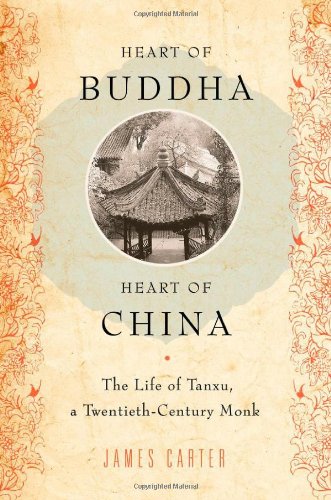 HEART OF
BUDDHA
HEART OF
CHINA
The Life of Tanxu,
a Twentieth-Century Monk
JAMES CARTER